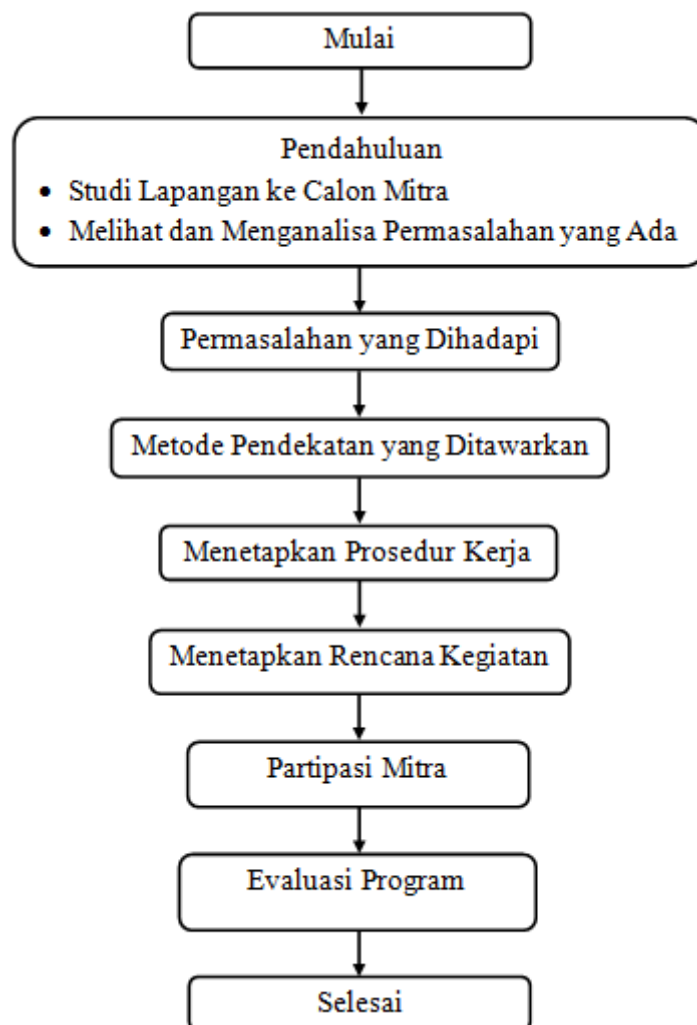 Mulai
Pendahuluan
• Studi Lapangan ke Calon Mitra
• Melihat dan Menganalisa Permasalahan yang Ada
Permasalahan yang Dihadapi
Metode Pendekatan yang Ditawarkan
Menetapkan Prosedur Kerja
Menetapkan Rencana Kegiatan
Partipasi Mitra
Evaluasi Program
Selesai